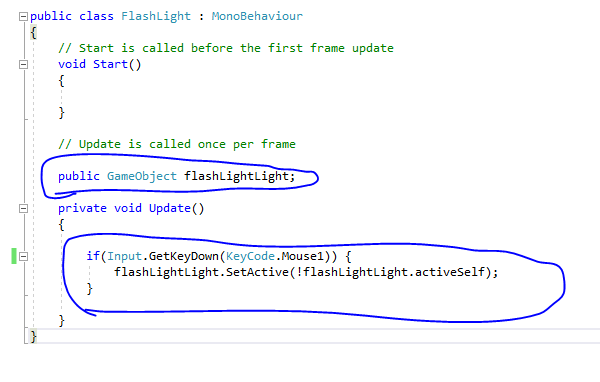 public class FlashLight : MonoBehaviour
{
// Start is called before the first frame update
void Start()
{
}
// Update is called once per frame
public GameObject flashLightLight;
private void Update()
{
if(Input.GetKeyDown(KeyCode.Mouse1)) {
flashLightLight.SetActive(!flashLightLight.activeSelf);
}
}
}